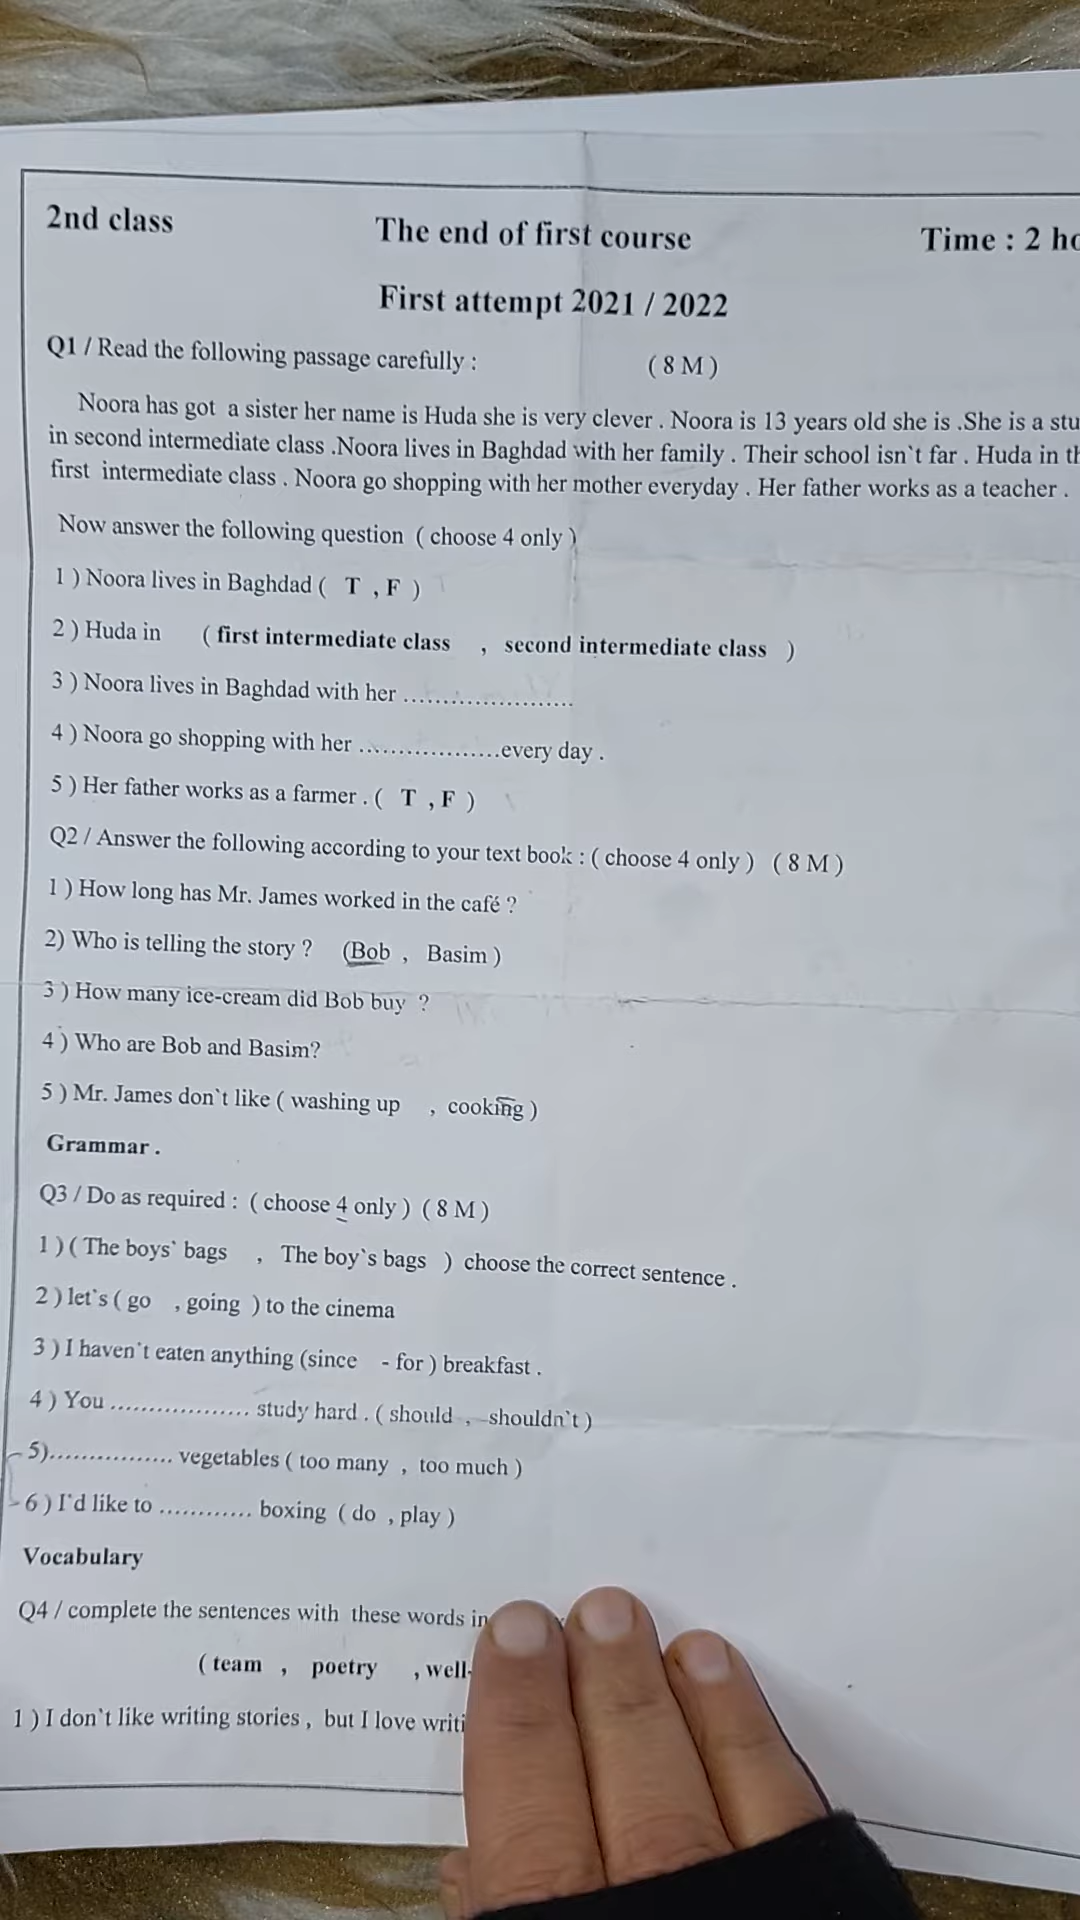 2nd class The end of first course Time : 2
First attempt 2021 / 2022
Q1 / Read the following passage carefully : ( 8 M )
Noora has got a sister her name is Huda she is very clever . Noora is 13 years old she is .She is a
in second intermediate class .Noora lives in Baghdad with her family . Their school isn`t far . Huda in
first intermediate class . Noora go shopping with her mother everyday . Her father works as a teacher .
Now answer the following question ( choose 4 only )
1 ) Noora lives in Baghdad ( T , F )
2 ) Huda in ( first intermediate class , second intermediate class )
3 ) Noora lives in Baghdad with her ......................
4 ) Noora go shopping with her ..................every day .
5 ) Her father works as a farmer . ( T , F )
Q2 / Answer the following according to your text book : ( choose 4 only ) ( 8 M )
1 ) How long has Mr. James worked in the café ?
2) Who is telling the story ? (Bob , Basim )
3 ) How many ice-cream did Bob buy ?
4 ) Who are Bob and Basim?
5 ) Mr. James don`t like ( washing up , cooking )
Grammar .
Q3 / Do as required : ( choose 4 only ) ( 8 M )
1 ) ( The boys` bags , The boy`s bags ) choose the correct sentence .
2 ) let`s ( go , going ) to the cinema
3 ) I haven`t eaten anything (since - for ) breakfast .
4 ) You .................. study hard . ( should , shouldn`t )
5)................ vegetables ( too many , too much )
6 ) I`d like to ............ boxing ( do , play )
Vocabulary
Q4 / complete the sentences with these words in
( team , poetry , well-
1 ) I don`t like writing stories , but I love